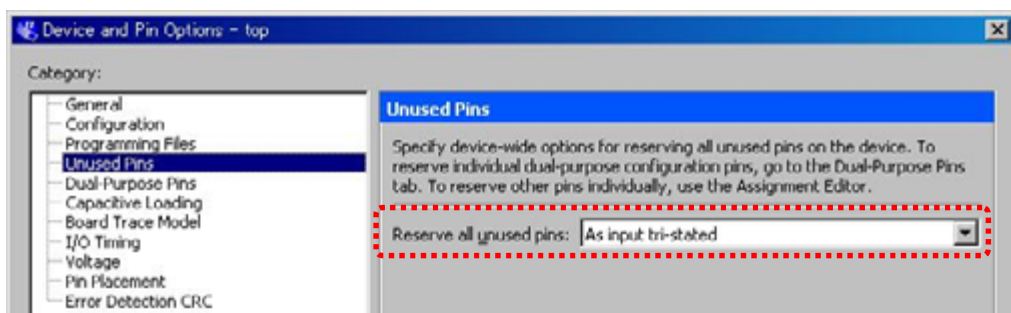 Device and Pin Options - top
Category:
General
Configuration
Programming Files
Unused Pins
Dual-Purpose Pins
Capacitive Loading
Board Trace Model
I/O Timing
Voltage
Pin Placement
Error Detection CRC
Unused Pins
Specify device-wide options for reserving all unused pins on the device. To
reserve individual dual-purpose configuration pins, go to the Dual-Purpose Pins
tab. To reserve other pins individually, use the Assignment Editor.
Reserve all unused pins: As input tri-stated